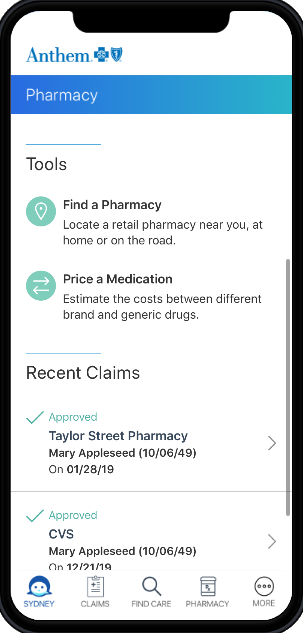 Anthem
Pharmacy
Tools
Find a Pharmacy
Locate a retail pharmacy near you, at
home or on the road.
Price a Medication
Estimate the costs between different
brand and generic drugs.
Recent Claims
Approved
Taylor Street Pharmacy
Mary Appleseed (10/06/49)
On 01/28/19
Approved
CVS
Mary Appleseed (10/06/49)
On 12/21/19
SYDNEY
CLAIMS
FIND CARE
PHARMACY
MORE